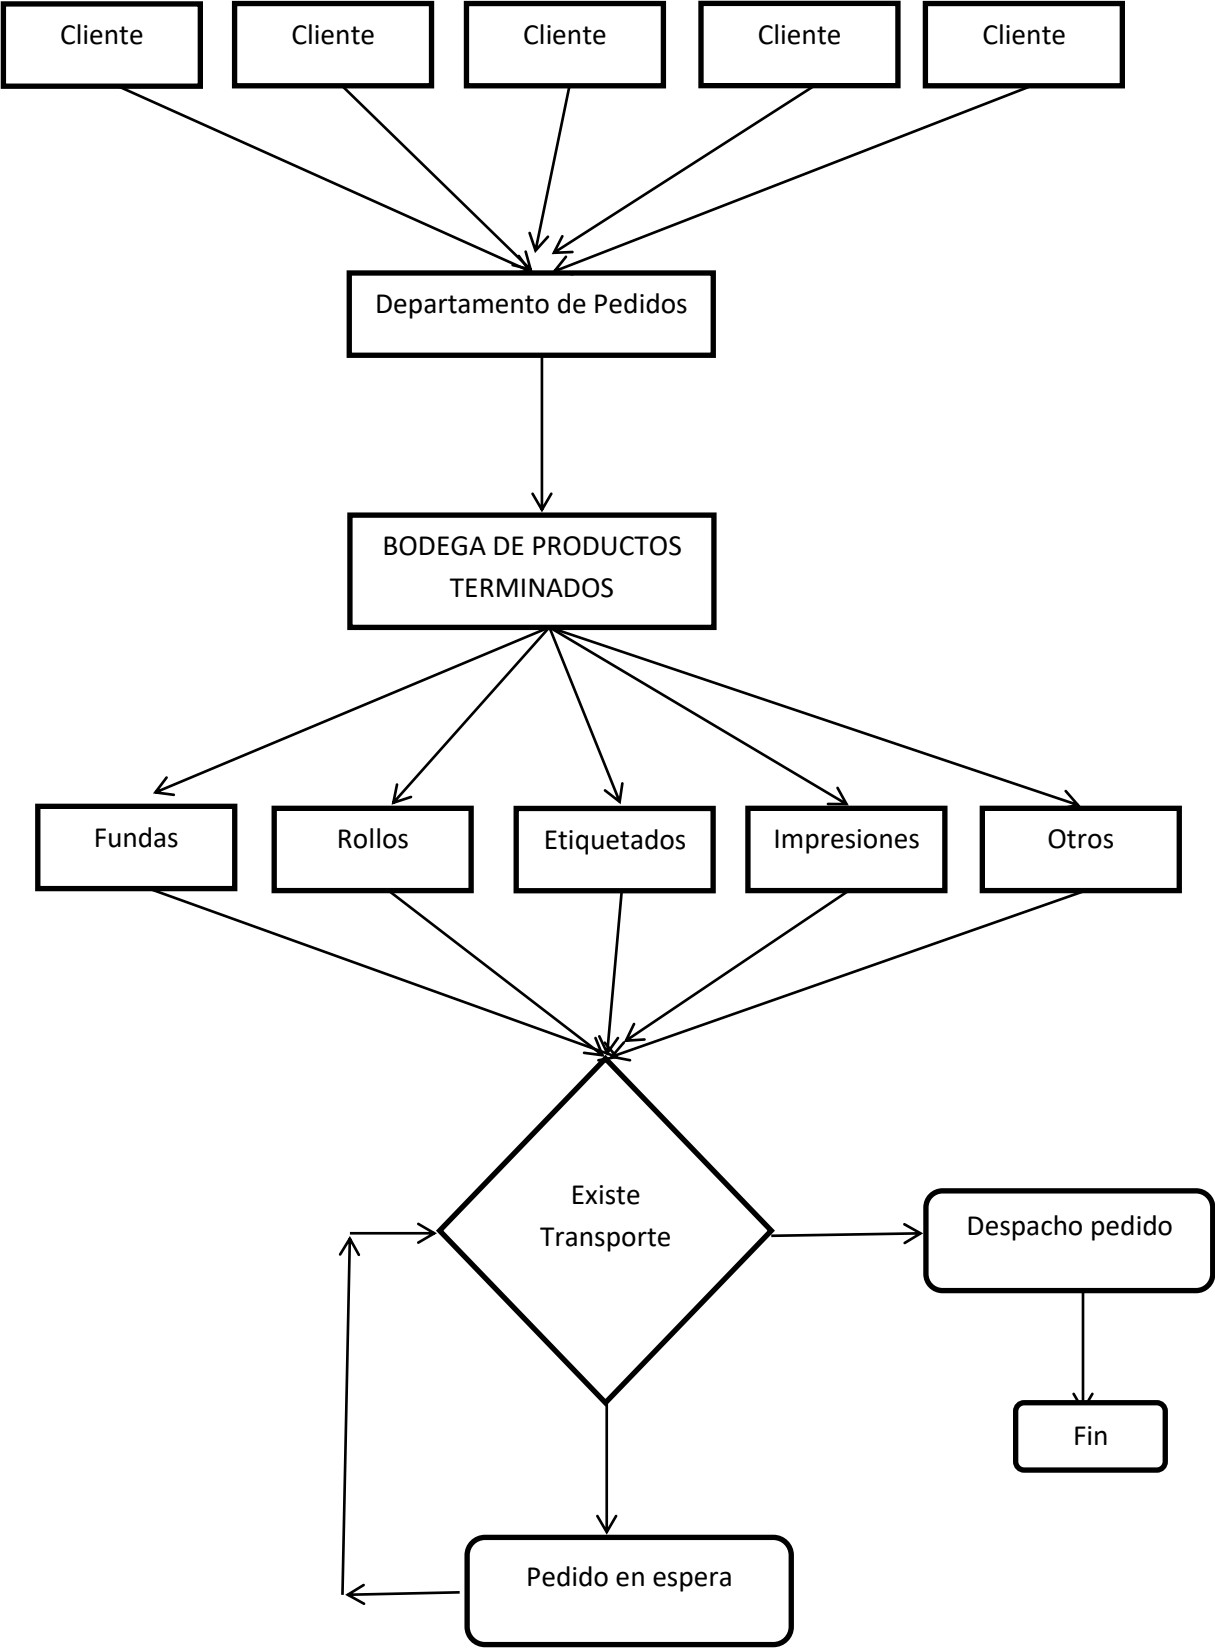 Cliente
Cliente
Cliente
Cliente
Cliente
Departamento de Pedidos
BODEGA DE PRODUCTOS
TERMINADOS
Fundas
Rollos
Etiquetados
Impresiones
Otros
Existe
Transporte
Despacho pedido
Fin
Pedido en espera